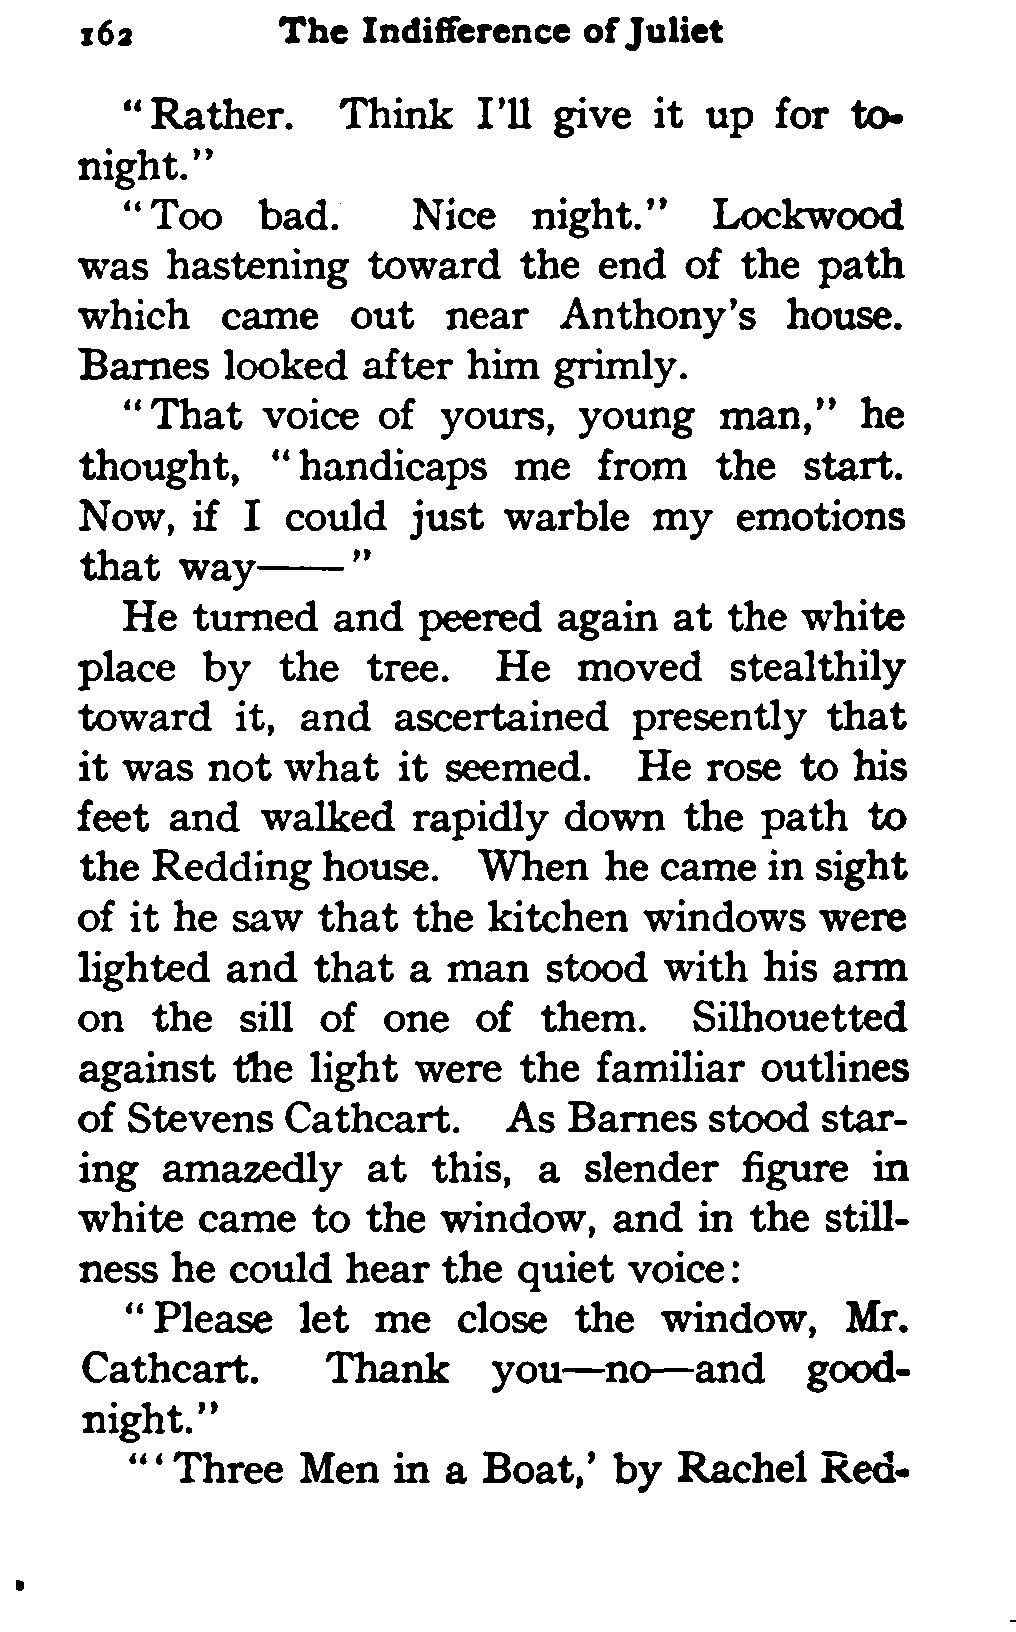 162 The Indifference of Juliet
"Rather. Think I'll give it up for to-
night."
"Too bad. Nice night." Lockwood
was hastening toward the end of the path
which came out near Anthony's house.
Barnes looked after him grimly.
"That voice of yours, young man," he
thought, "handicaps me from the start.
Now, if I could just warble my emotions
that way——"
He turned and peered again at the white
place by the tree. He moved stealthily
toward it, and ascertained presently that
it was not what it seemed. He rose to his
feet and walked rapidly down the path to
the Redding house. When he came in sight
of it he saw that the kitchen windows were
lighted and that a man stood with his arm
on the sill of one of them. Silhouetted
against the light were the familiar outlines
of Stevens Cathcart. As Barnes stood star-
ing amazedly at this, a slender figure in
white came to the window, and in the still-
ness he could hear the quiet voice:
"Please let me close the window, Mr.
Cathcart. Thank you—no—and good-
night."
"'Three Men in a Boat,' by Rachel Red-